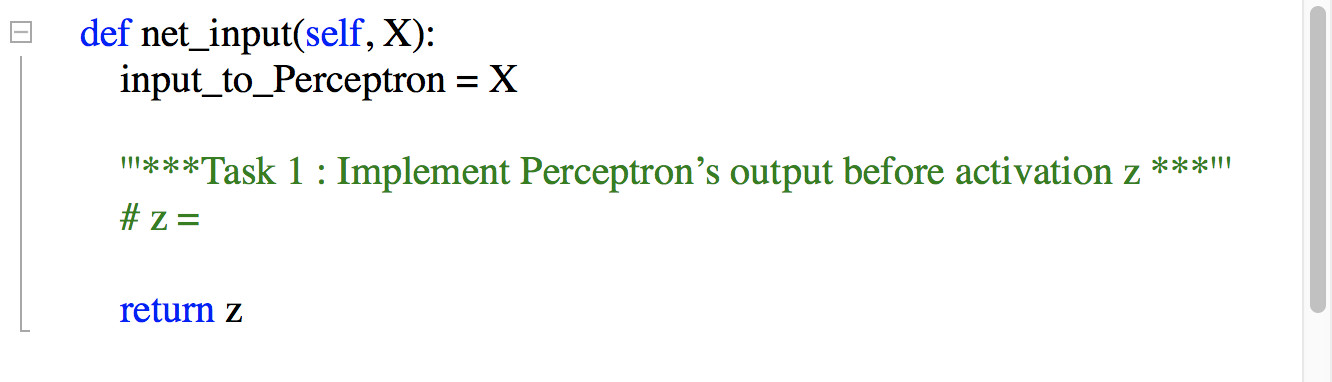 def net_input(self, X):
input_to_Perceptron = X
'''***Task 1 : Implement Perceptron’s output before activation z ***'''
# z =
return z